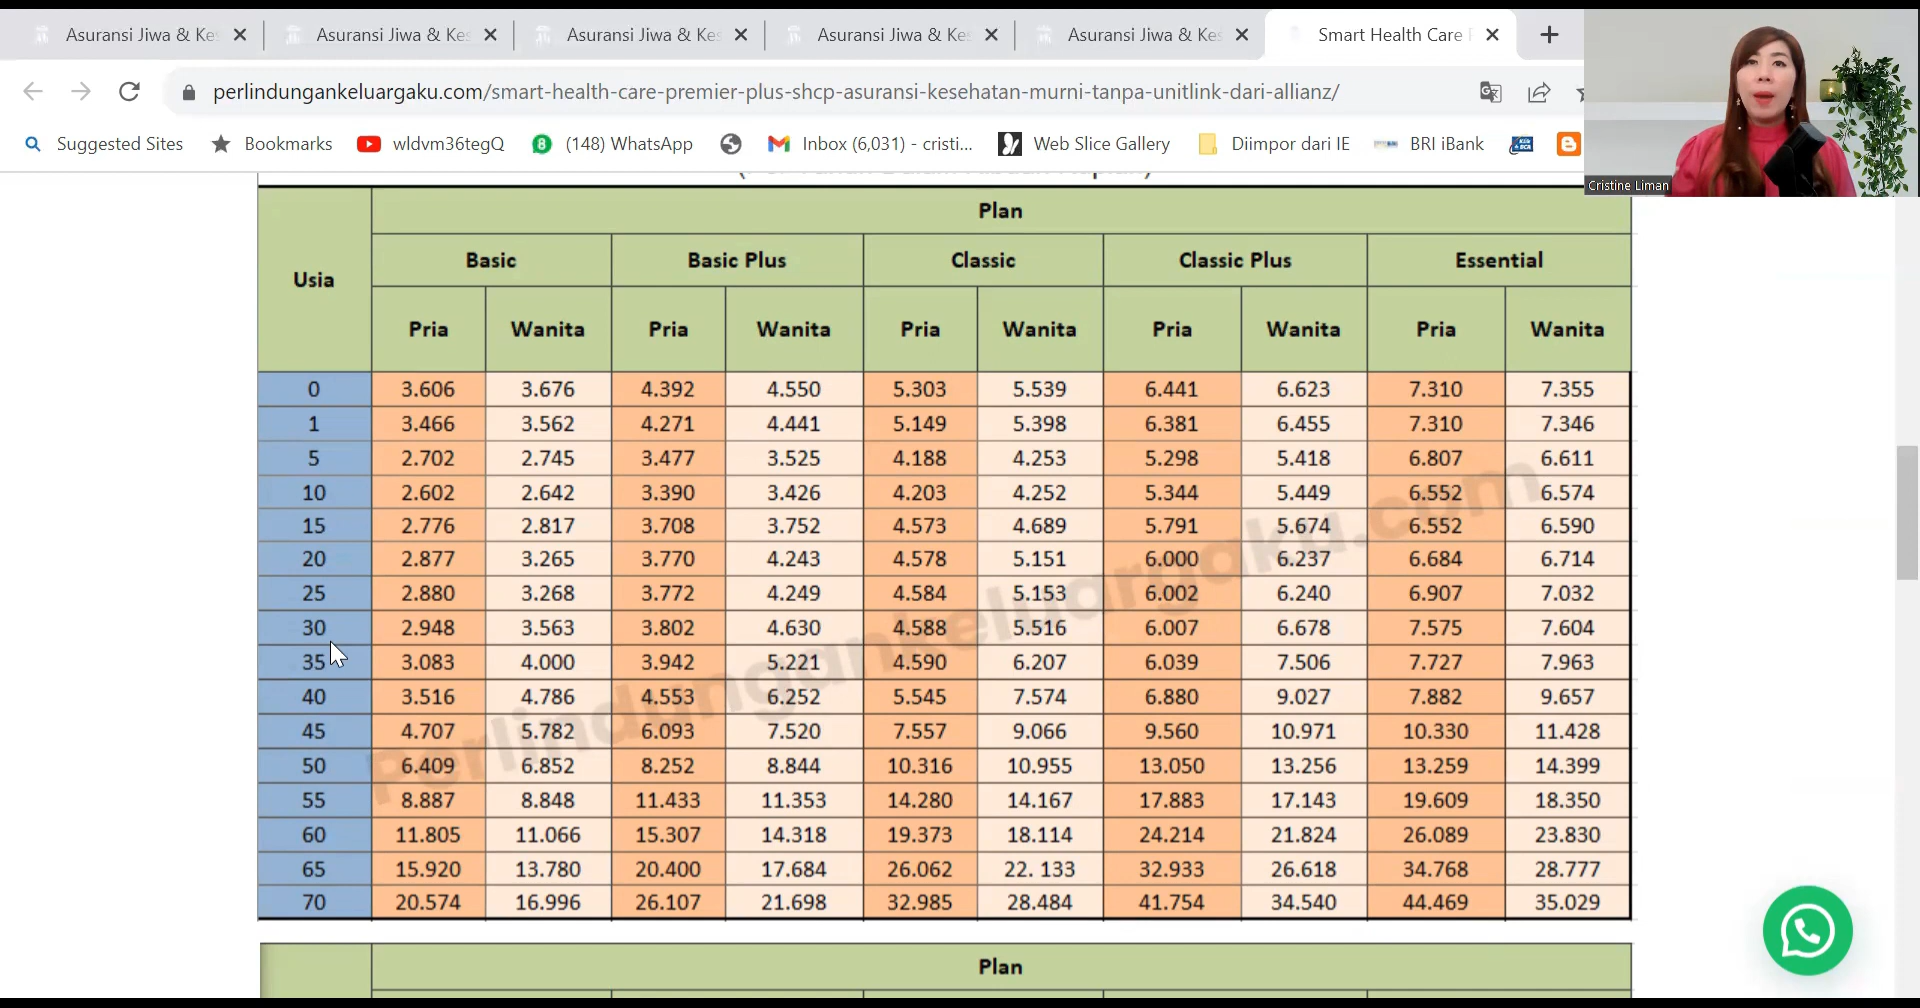 Asuransi Jiwa & Kes
Asuransi Jiwa & Kes
Asuransi Jiwa & Kes
Asuransi Jiwa & Kes
Asuransi Jiwa & Kes
Smart Health Care P
perlindungankeluargaku.com/smart-health-care-premier-plus-shcp-asuransi-kesehatan-murni-tanpa-unitlink-dari-allianz/
Suggested Sites Bookmarks wldvm36tegQ 8 (148) WhatsApp Inbox (6,031) - cristi... Web Slice Gallery Diimpor dari IE BRI iBank
Cristine Liman
Usia Plan
Basic Basic Plus Classic Classic Plus Essential
Pria Wanita Pria Wanita Pria Wanita Pria Wanita Pria Wanita
0 3.606 3.676 4.392 4.550 5.303 5.539 6.441 6.623 7.310 7.355
1 3.466 3.562 4.271 4.441 5.149 5.398 6.381 6.455 7.310 7.346
5 2.702 2.745 3.477 3.525 4.188 4.253 5.298 5.418 6.807 6.611
10 2.602 2.642 3.390 3.426 4.203 4.252 5.344 5.449 6.552 6.574
15 2.776 2.817 3.708 3.752 4.573 4.689 5.791 5.674 6.552 6.590
20 2.877 3.265 3.770 4.243 4.578 5.151 6.000 6.237 6.684 6.714
25 2.880 3.268 3.772 4.249 4.584 5.153 6.002 6.240 6.907 7.032
30 2.948 3.563 3.802 4.630 4.588 5.516 6.007 6.678 7.575 7.604
35 3.083 4.000 3.942 5.221 4.590 6.207 6.039 7.506 7.727 7.963
40 3.516 4.786 4.553 6.252 5.545 7.574 6.880 9.027 7.882 9.657
45 4.707 5.782 6.093 7.520 7.557 9.066 9.560 10.971 10.330 11.428
50 6.409 6.852 8.252 8.844 10.316 10.955 13.050 13.256 13.259 14.399
55 8.887 8.848 11.433 11.353 14.280 14.167 17.883 17.143 19.609 18.350
60 11.805 11.066 15.307 14.318 19.373 18.114 24.214 21.824 26.089 23.830
65 15.920 13.780 20.400 17.684 26.062 22. 133 32.933 26.618 34.768 28.777
70 20.574 16.996 26.107 21.698 32.985 28.484 41.754 34.540 44.469 35.029
Perlindungankeluargaku.com
Plan